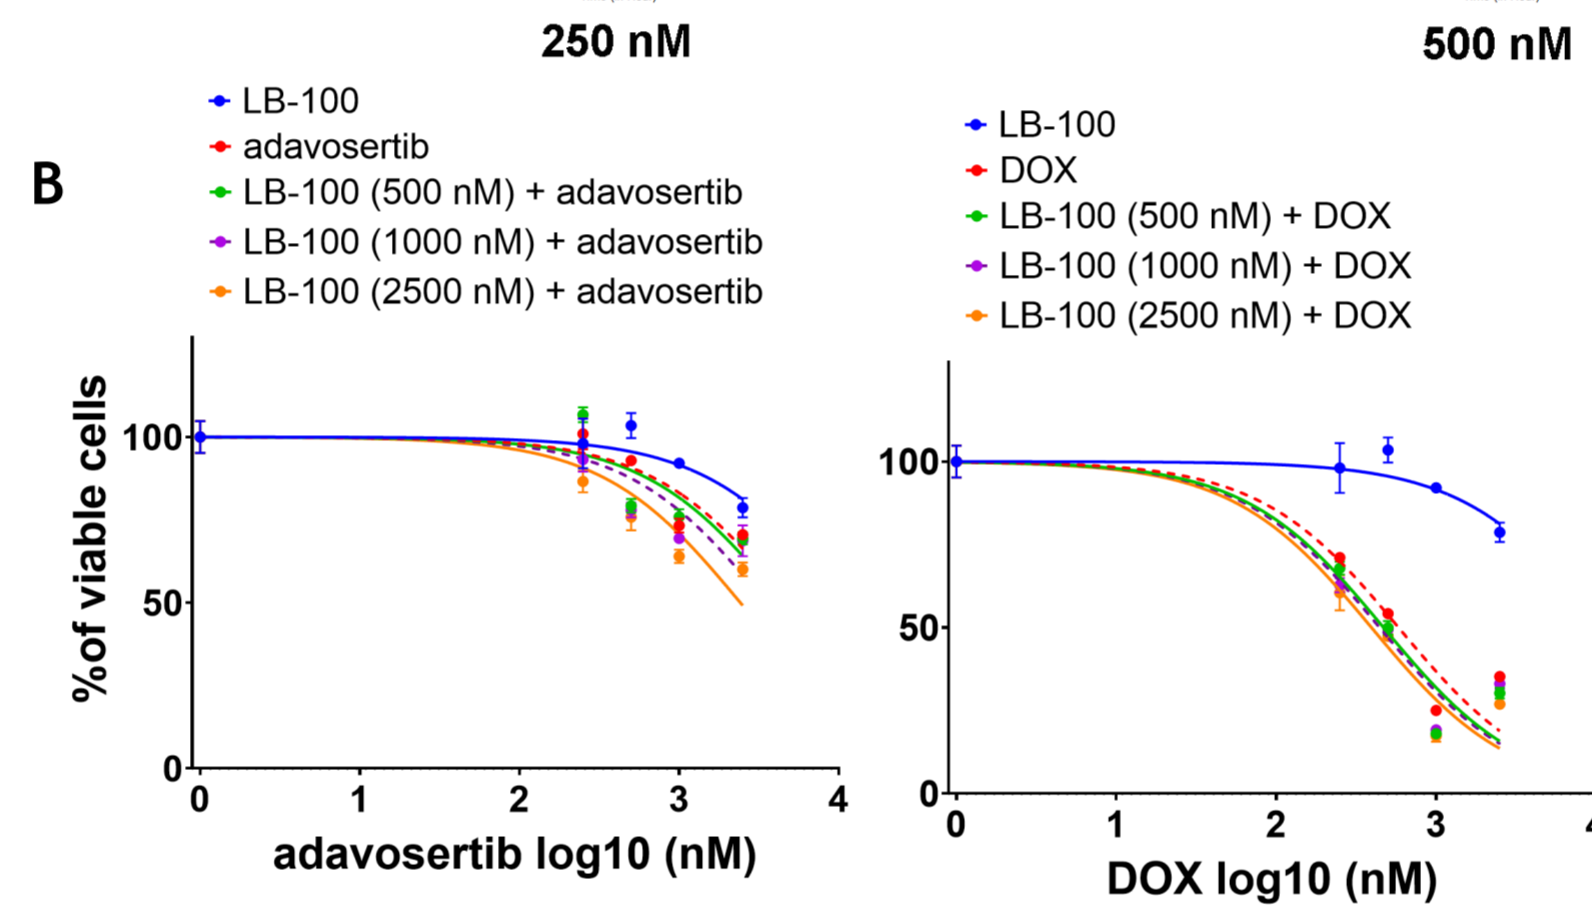 250 nM
500 nM
B
LB-100
adavosertib
LB-100 (500 nM) + adavosertib
LB-100 (1000 nM) + adavosertib
LB-100 (2500 nM) + adavosertib
%of viable cells
100
50
0
0 1 2 3 4
adavosertib log10 (nM)
LB-100
DOX
LB-100 (500 nM) + DOX
LB-100 (1000 nM) + DOX
LB-100 (2500 nM) + DOX
100
50
0
0 1 2 3 4
DOX log10 (nM)